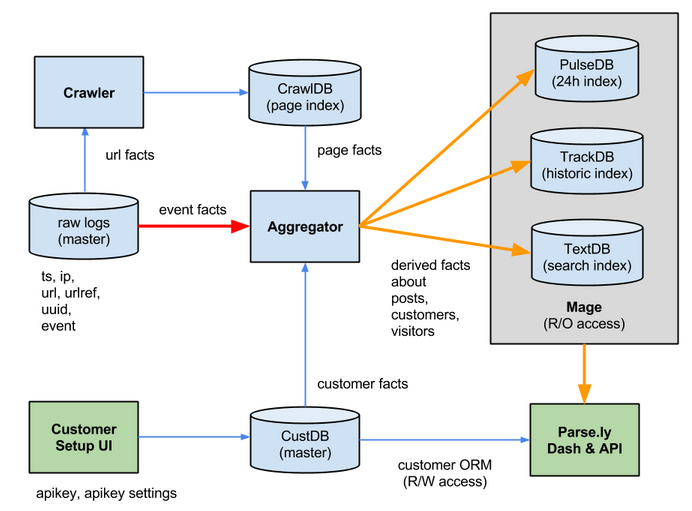 Crawler
CrawlDB
(page index)
PulseDB
(24h index)
url facts
page facts
TrackDB
(historic index)
raw logs
(master)
event facts
Aggregator
TextDB
(search index)
ts, ip,
url, urlref,
uuid,
event
derived facts
about
posts,
customers,
visitors
Mage
(R/O access)
customer facts
Customer
Setup UI
CustDB
(master)
Parse.ly
Dash & API
customer ORM
(R/W access)
apikey, apikey settings